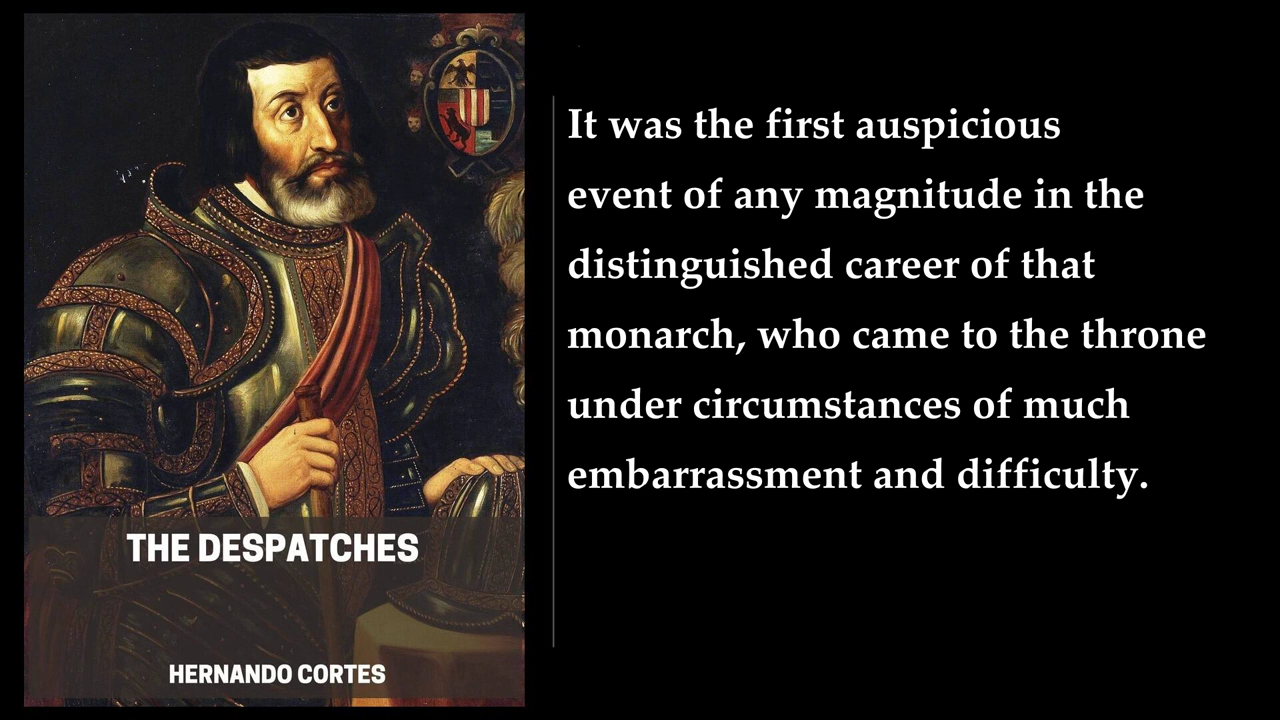 THE DESPATCHES
HERNANDO CORTES
It was the first auspicious
event of any magnitude in the
distinguished career of that
monarch, who came to the throne
under circumstances of much
embarrassment and difficulty.